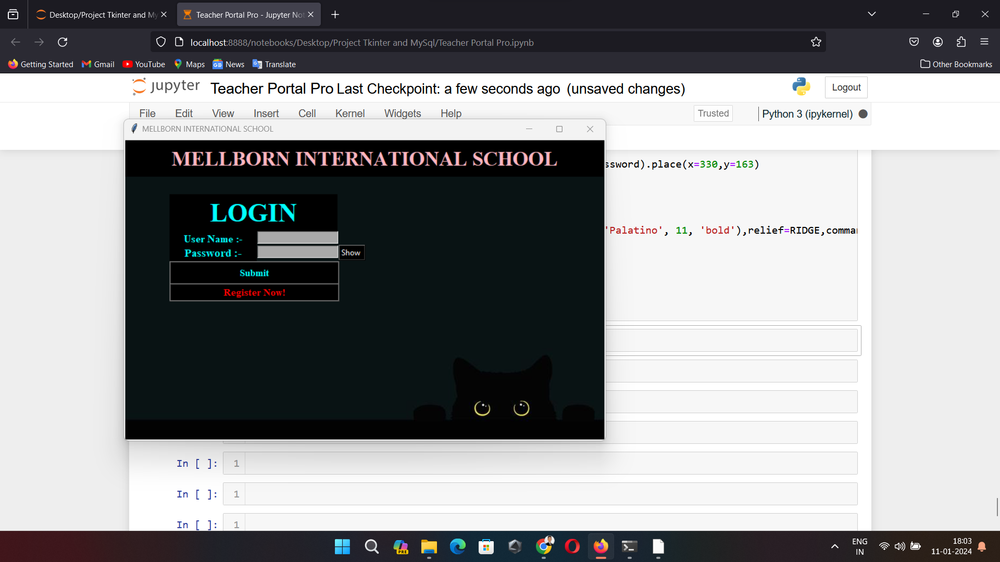 Desktop/Project Tkinter and My
Teacher Portal Pro - Jupyter Not
localhost:8888/notebooks/Desktop/Project Tkinter and MySql/Teacher Portal Pro.ipynb
Getting Started Gmail YouTube Maps News Translate Other Bookmarks
jupyter Teacher Portal Pro Last Checkpoint: a few seconds ago (unsaved changes) Logout
File Edit View Insert Cell Kernel Widgets Help Trusted Python 3 (ipykernel)
MELLBORN INTERNATIONAL SCHOOL
MELLBORN INTERNATIONAL SCHOOL
ssword).place(x=330,y=163)
LOGIN
'Palatino', 11, 'bold'),relief=RIDGE,comma
User Name :-
Password :- Show
Submit
Register Now!
In [ ]: 1
In [ ]: 1
In [ ]: 1
PRE
ENG
IN
18:03
11-01-2024